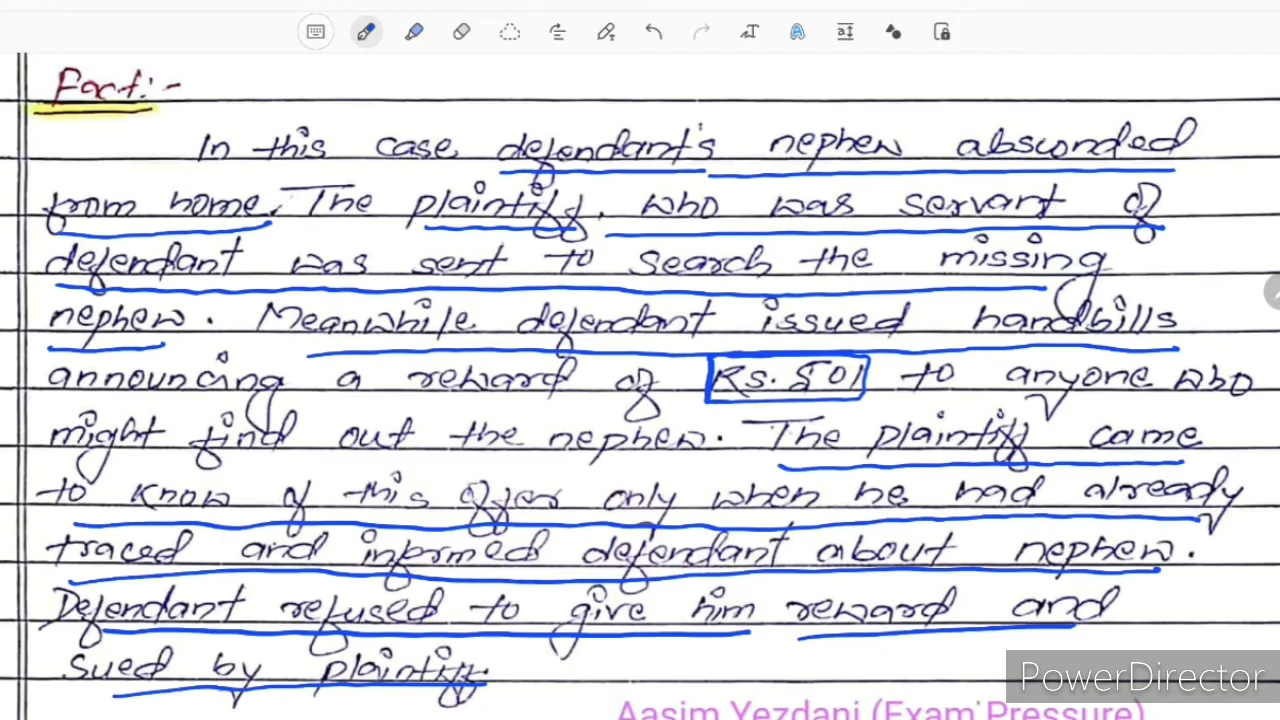 Fact:-
In this case defendant's nephew absconded
from home. The plaintiff, who was servant of
defendant was sent to search the missing
nephew. Meanwhile defendant issued handbills
announcing a reward of Rs. 501 to anyone who
might find out the nephew. The plaintiff came
to know of this offer only when he had already
traced and informed defendant about nephew.
Defendant refused to give him reward and
sued by plaintiff.
PowerDirector
Aasim Yezdani (Exam Pressure)